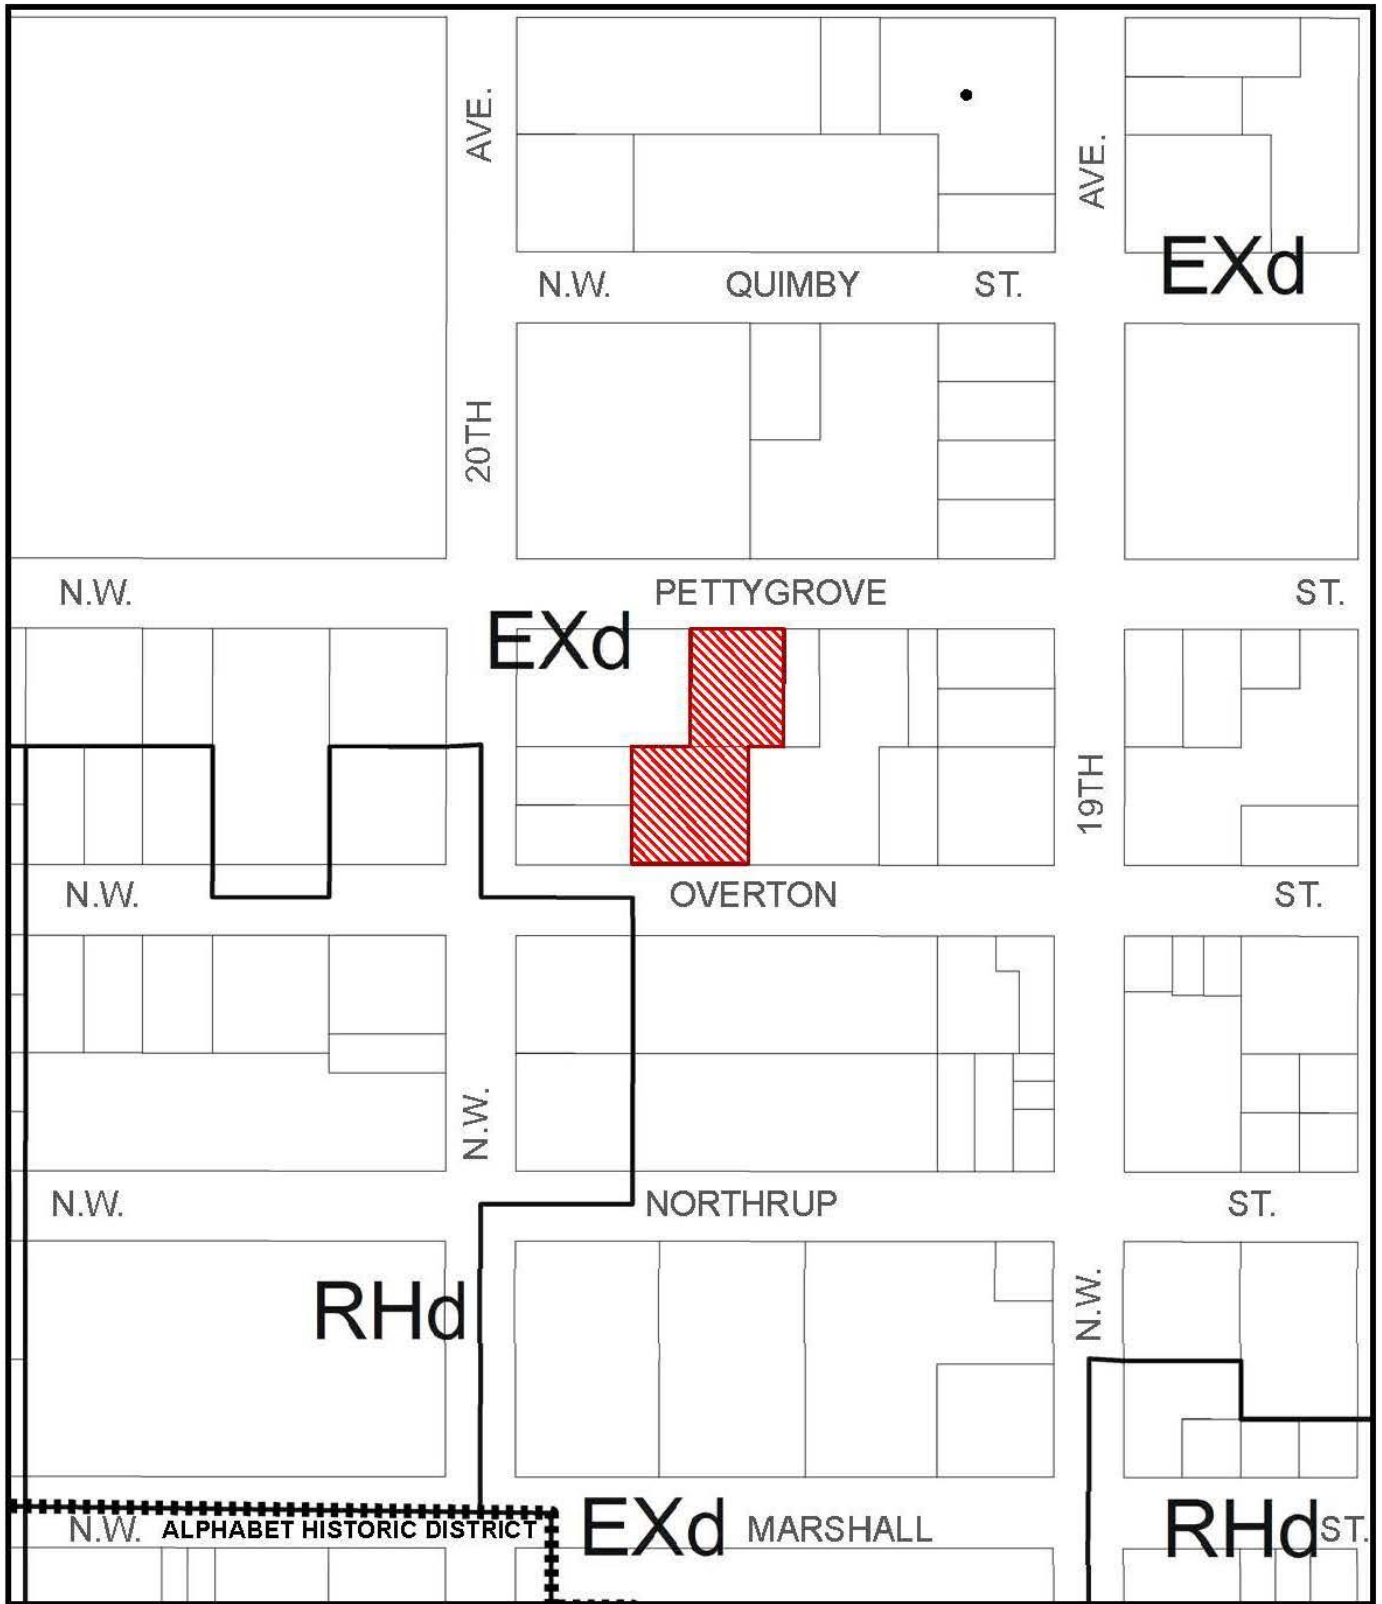 AVE.
AVE.
EXd
N.W. QUIMBY ST.
20TH
N.W. PETTYGROVE ST.
EXd
19TH
N.W. OVERTON ST.
N.W.
N.W. NORTHRUP ST.
RHd
N.W.
N.W. ALPHABET HISTORIC DISTRICT EXd MARSHALL RHd ST.